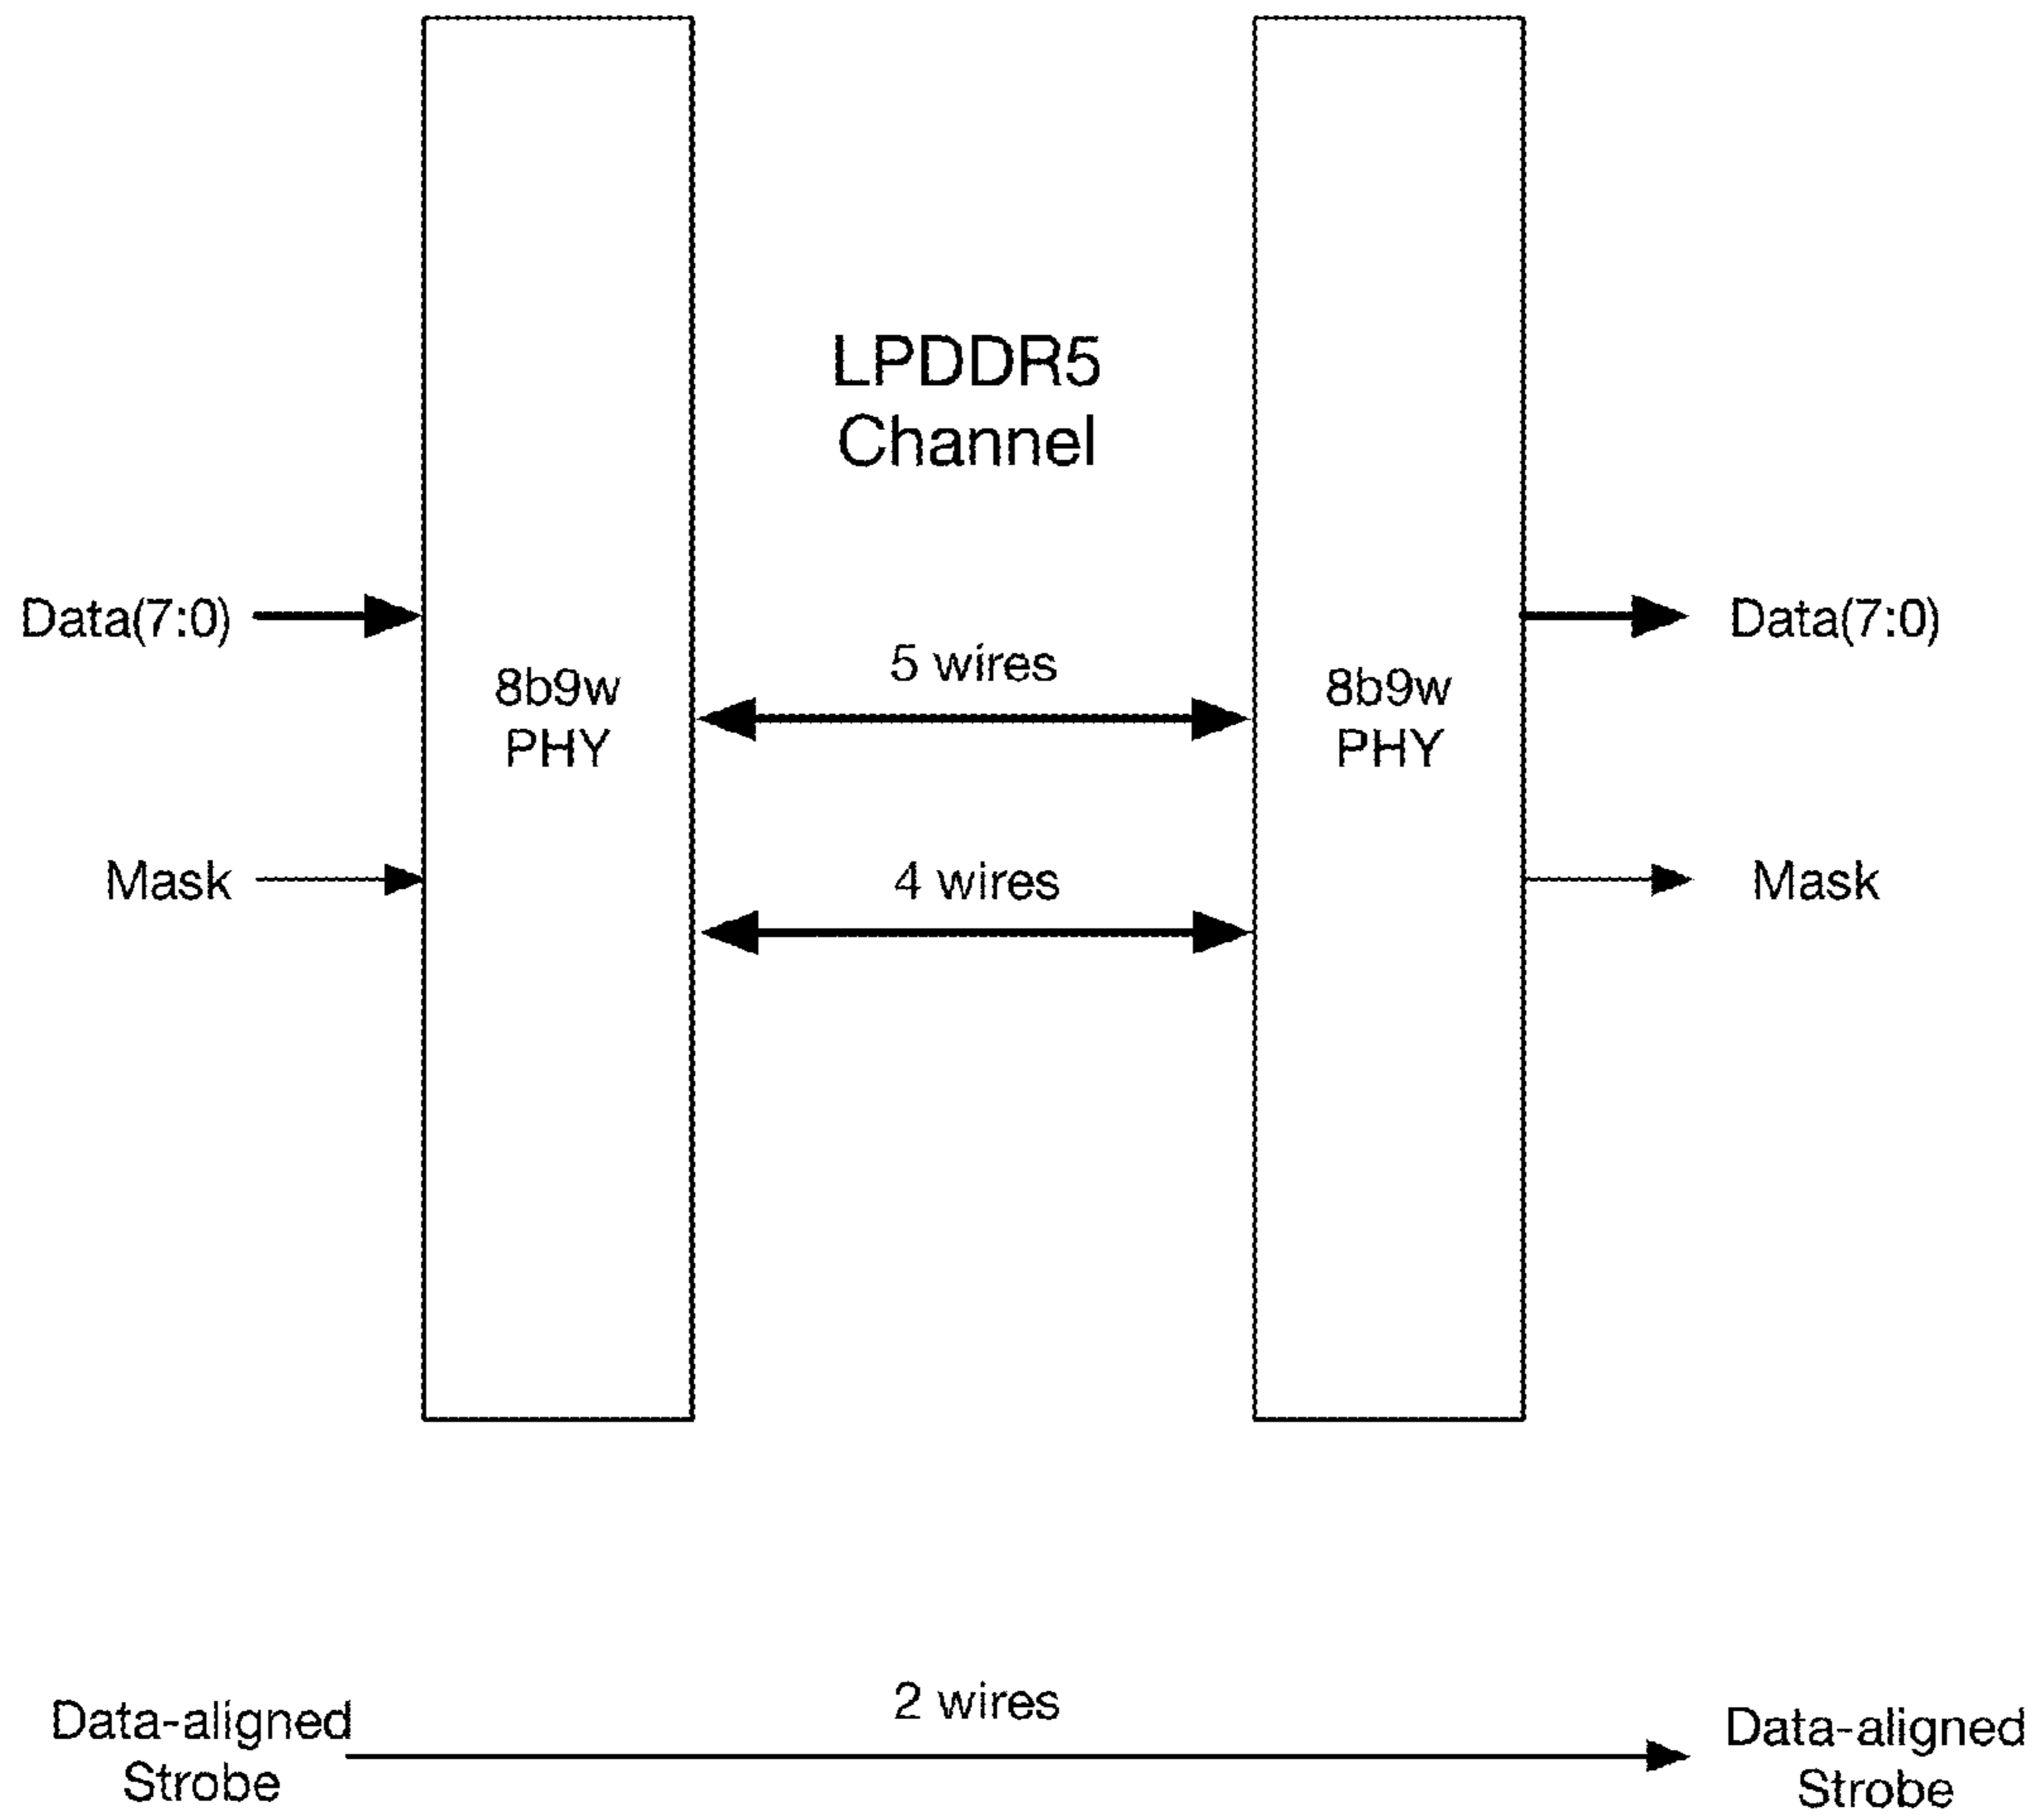 LPDDR5
Channel
Data(7:0)
Data(7:0)
5 wires
8b9w
PHY
8b9w
PHY
Mask
4 wires
Mask
2 wires
Data-aligned
Strobe
Data-aligned
Strobe